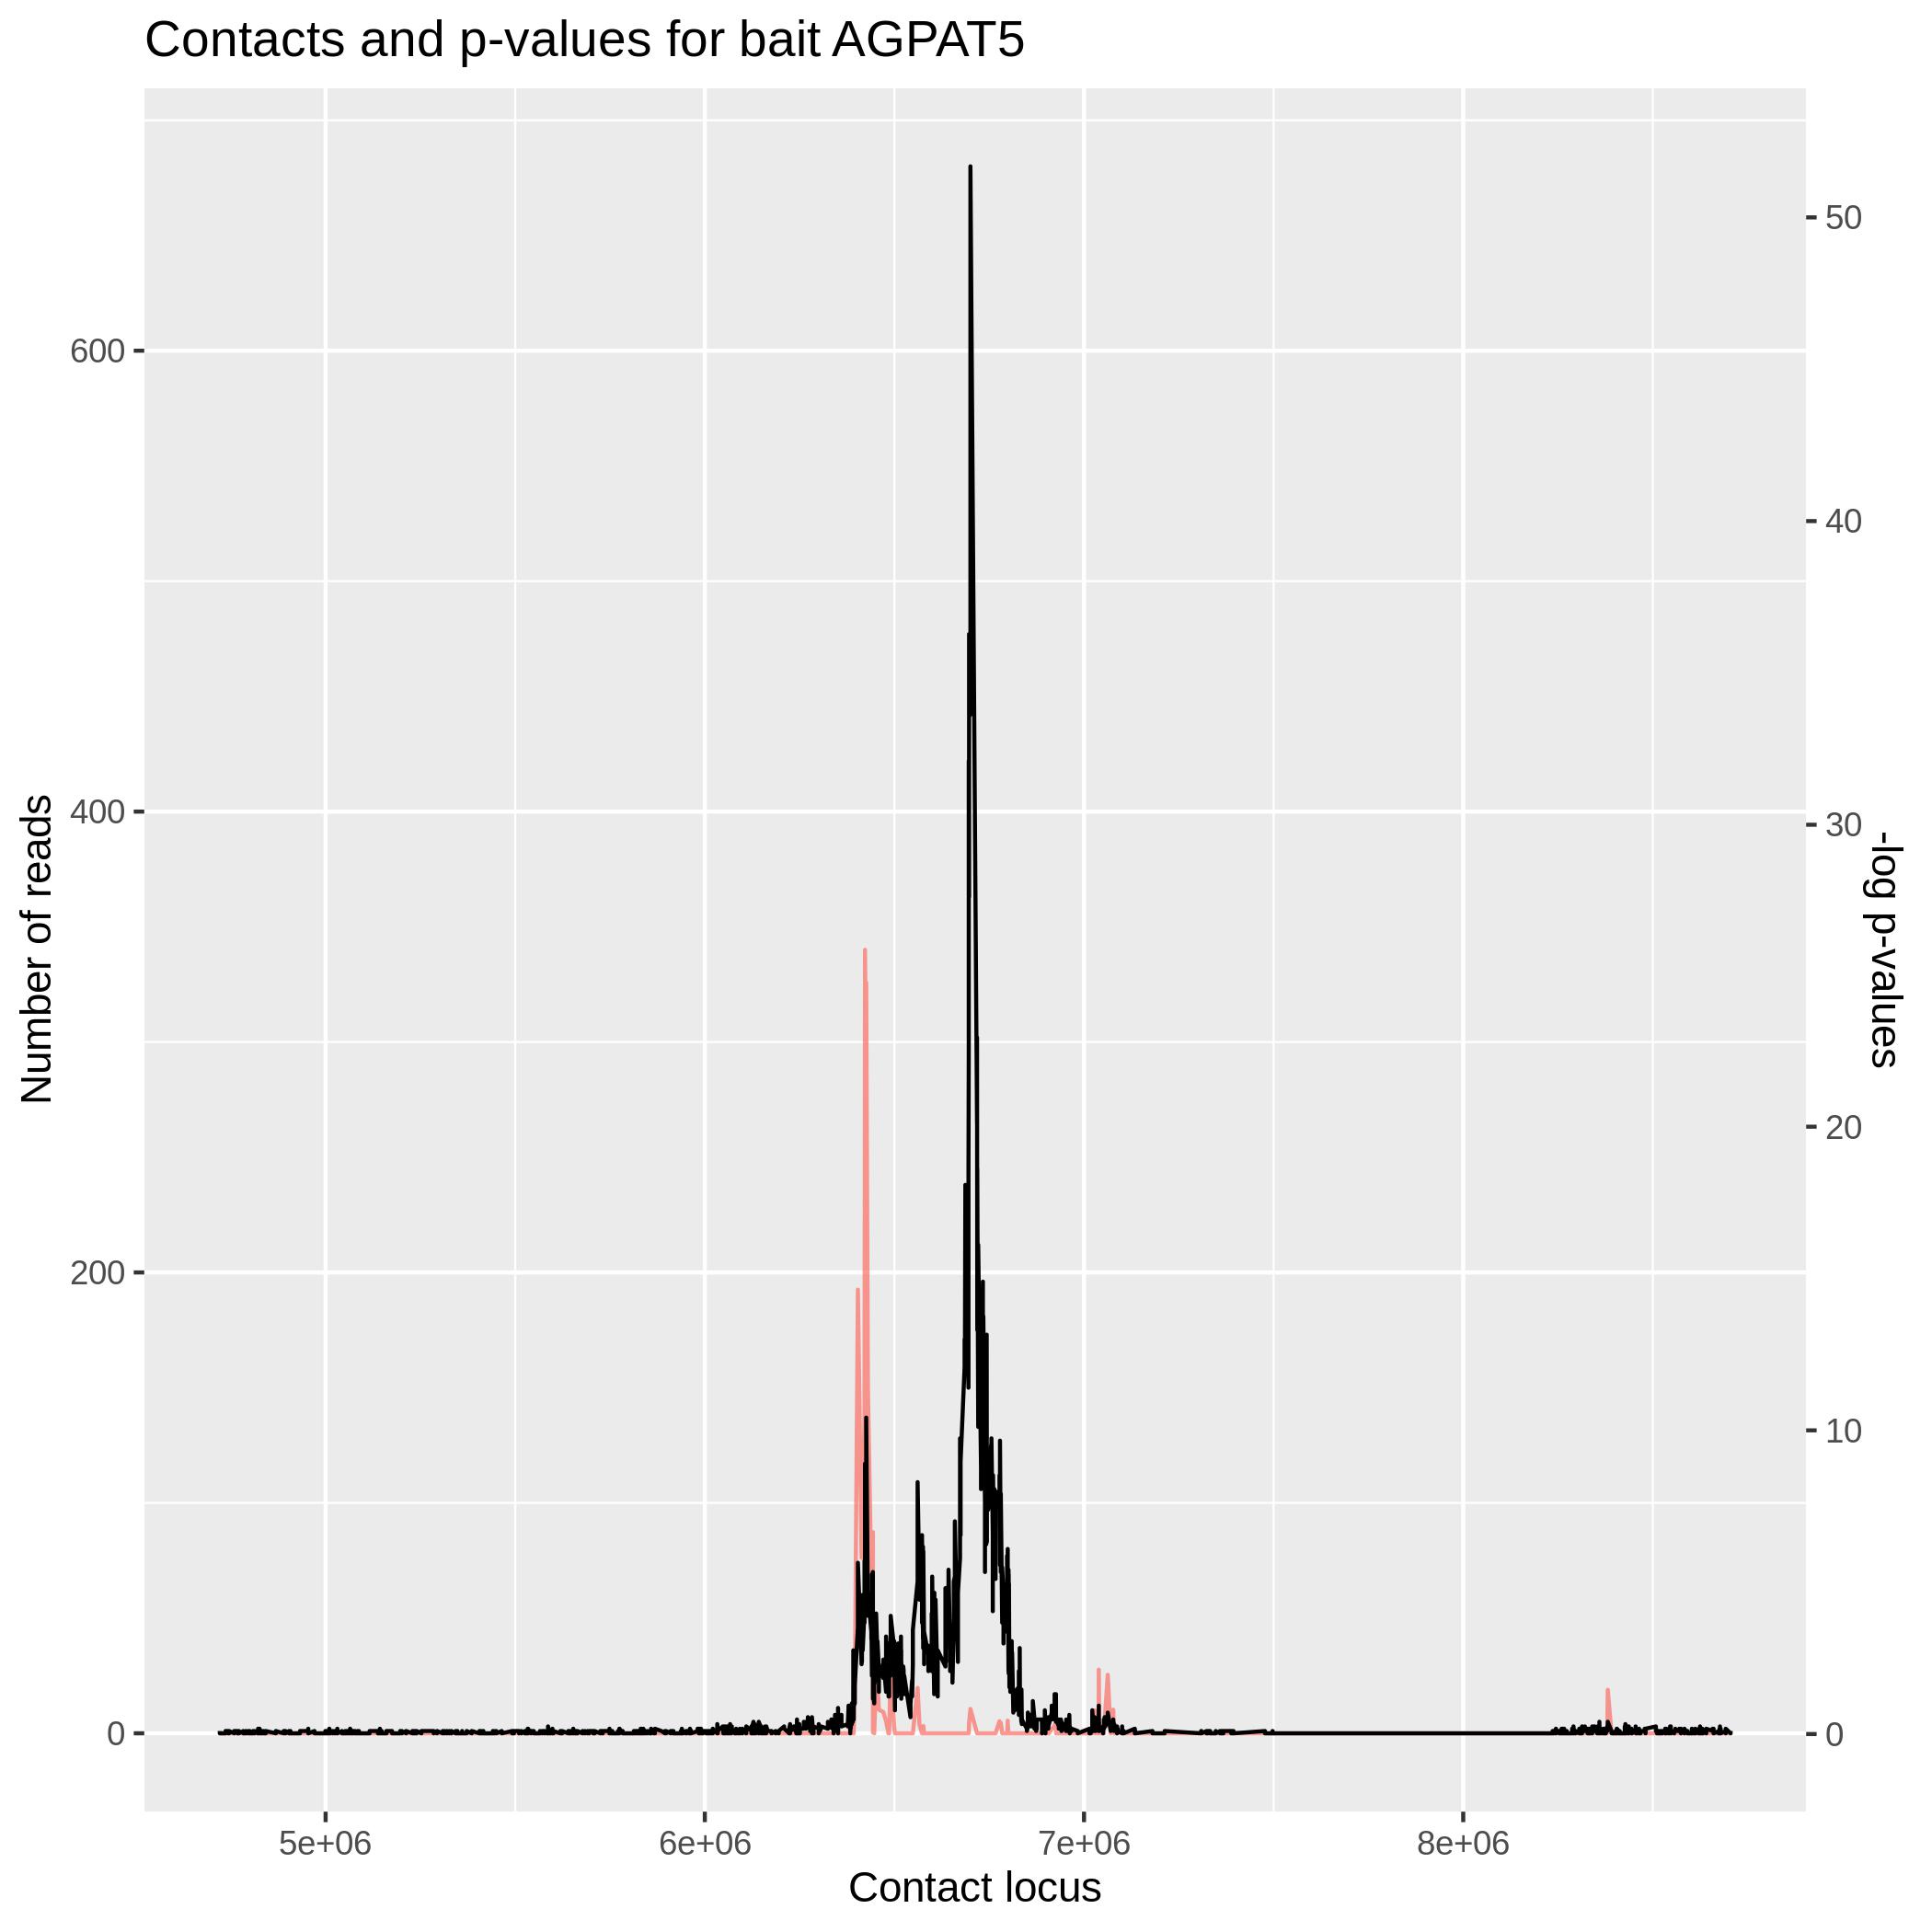 Contacts and p-values for bait AGPAT5
Number of reads
600
400
200
0
50
40
30
20
10
0
-log p-values
5e+06
6e+06
7e+06
8e+06
Contact locus